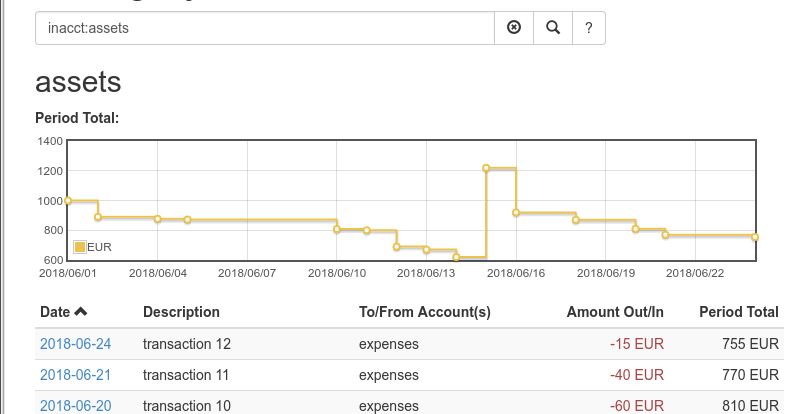 inacct:assets ?
assets
Period Total:
1400
1200
1000
800
600
EUR
2018/06/01 2018/06/04 2018/06/07 2018/06/10 2018/06/13 2018/06/16 2018/06/19 2018/06/22
Date Description To/From Account(s) Amount Out/In Period Total
2018-06-24 transaction 12 expenses -15 EUR 755 EUR
2018-06-21 transaction 11 expenses -40 EUR 770 EUR
2018-06-20 transaction 10 expenses -60 EUR 810 EUR